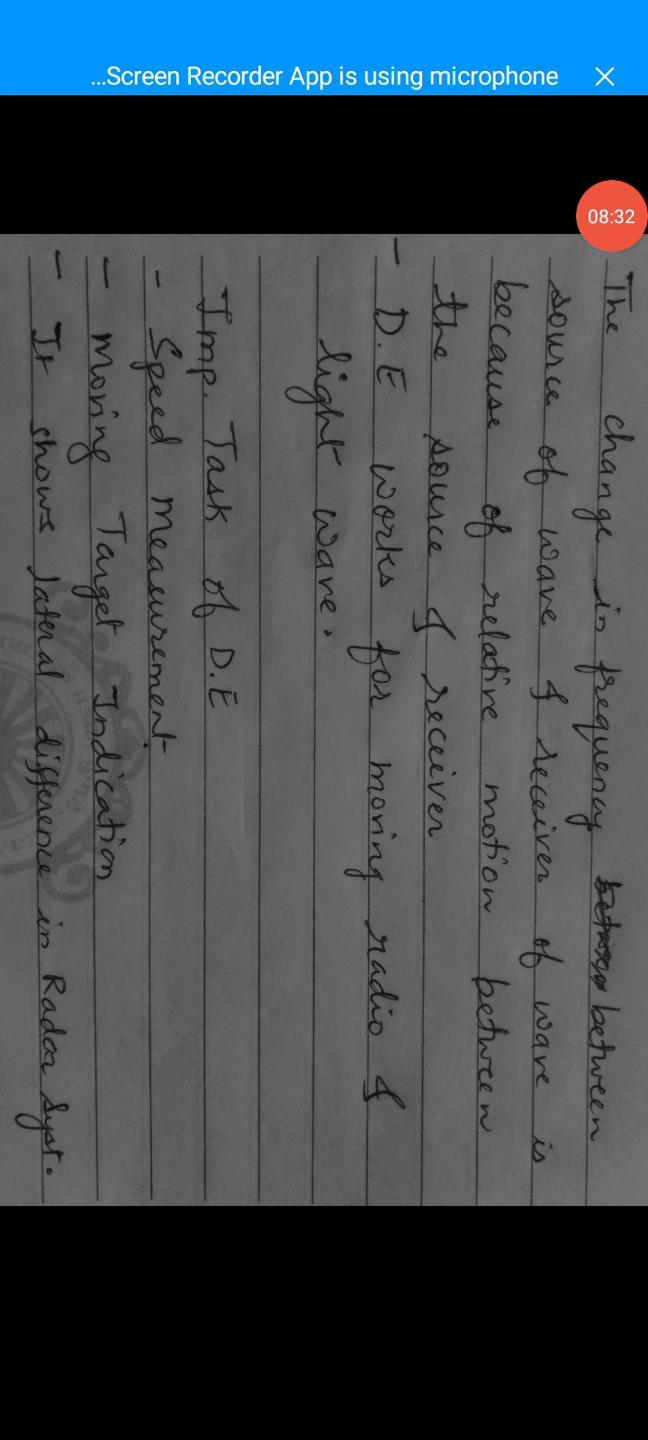 ...Screen Recorder App is using microphone
08:32
The change in frequency between
source of wave & receiver of wave is
because of relative motion between
the source & receiver
- D.E works for moving radio &
light wave.
Imp. Task of D.E
- Speed Measurement
- Moving Target Indication
- It shows lateral difference in Radar Syst.